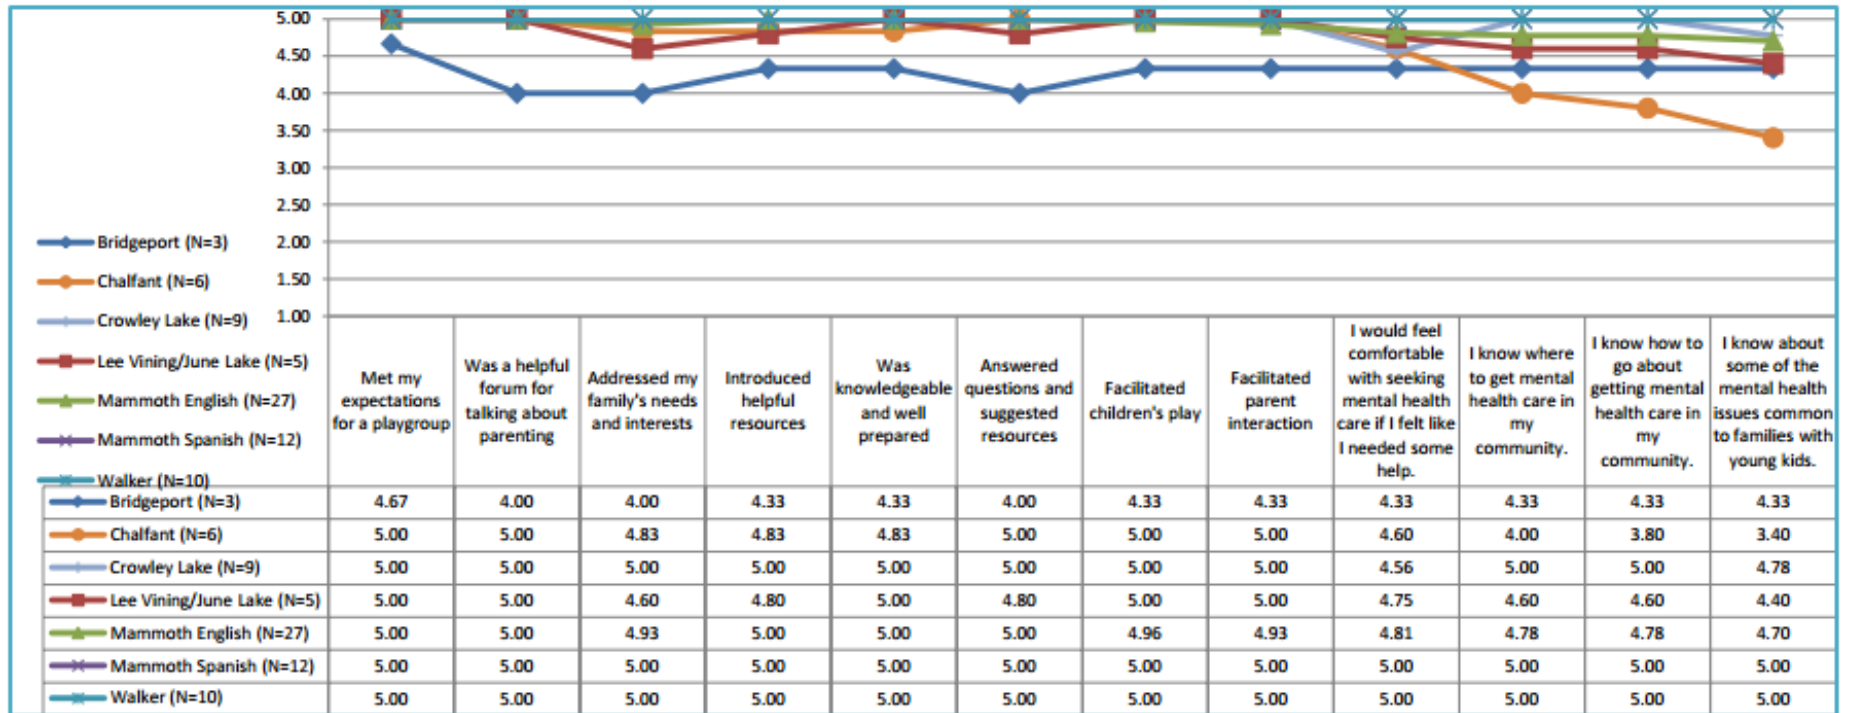 5.00
4.50
4.00
3.50
3.00
2.50
2.00
1.50
1.00
Bridgeport (N=3)
Chalfant (N=6)
Crowley Lake (N=9)
Lee Vining/June Lake (N=5)
Mammoth English (N=27)
Mammoth Spanish (N=12)
Walker (N=10)
Met my
expectations
for a playgroup
Was a helpful
forum for
talking about
parenting
Addressed my
family's needs
and interests
Introduced
helpful
resources
Was
knowledgeable
and well
prepared
Answered
questions and
suggested
resources
Facilitated
children's play
Facilitated
parent
interaction
I would feel
comfortable
with seeking
mental health
care if I felt like
I needed some
help.
I know where
to get mental
health care in
my
community.
I know how to
go about
getting mental
health care in
my
community.
I know about
some of the
mental health
issues common
to families with
young kids.
Bridgeport (N=3) 4.67 4.00 4.00 4.33 4.33 4.00 4.33 4.33 4.33 4.33 4.33 4.33
Chalfant (N=6) 5.00 5.00 4.83 4.83 4.83 5.00 5.00 5.00 4.60 4.00 3.80 3.40
Crowley Lake (N=9) 5.00 5.00 5.00 5.00 5.00 5.00 5.00 5.00 4.56 5.00 5.00 4.78
Lee Vining/June Lake (N=5) 5.00 5.00 4.60 4.80 5.00 4.80 5.00 5.00 4.75 4.60 4.60 4.40
Mammoth English (N=27) 5.00 5.00 4.93 5.00 5.00 5.00 4.96 4.93 4.81 4.78 4.78 4.70
Mammoth Spanish (N=12) 5.00 5.00 5.00 5.00 5.00 5.00 5.00 5.00 5.00 5.00 5.00 5.00
Walker (N=10) 5.00 5.00 5.00 5.00 5.00 5.00 5.00 5.00 5.00 5.00 5.00 5.00